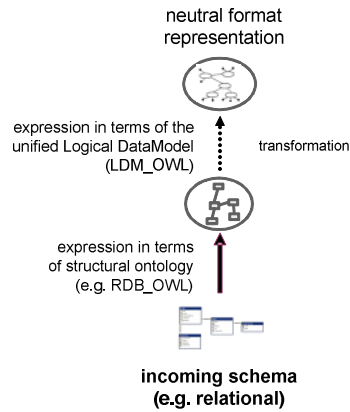 neutral format
representation
expression in terms of the
unified Logical DataModel
(LDM_OWL)
transformation
expression in terms
of structural ontology
(e.g. RDB_OWL)
incoming schema
(e.g. relational)